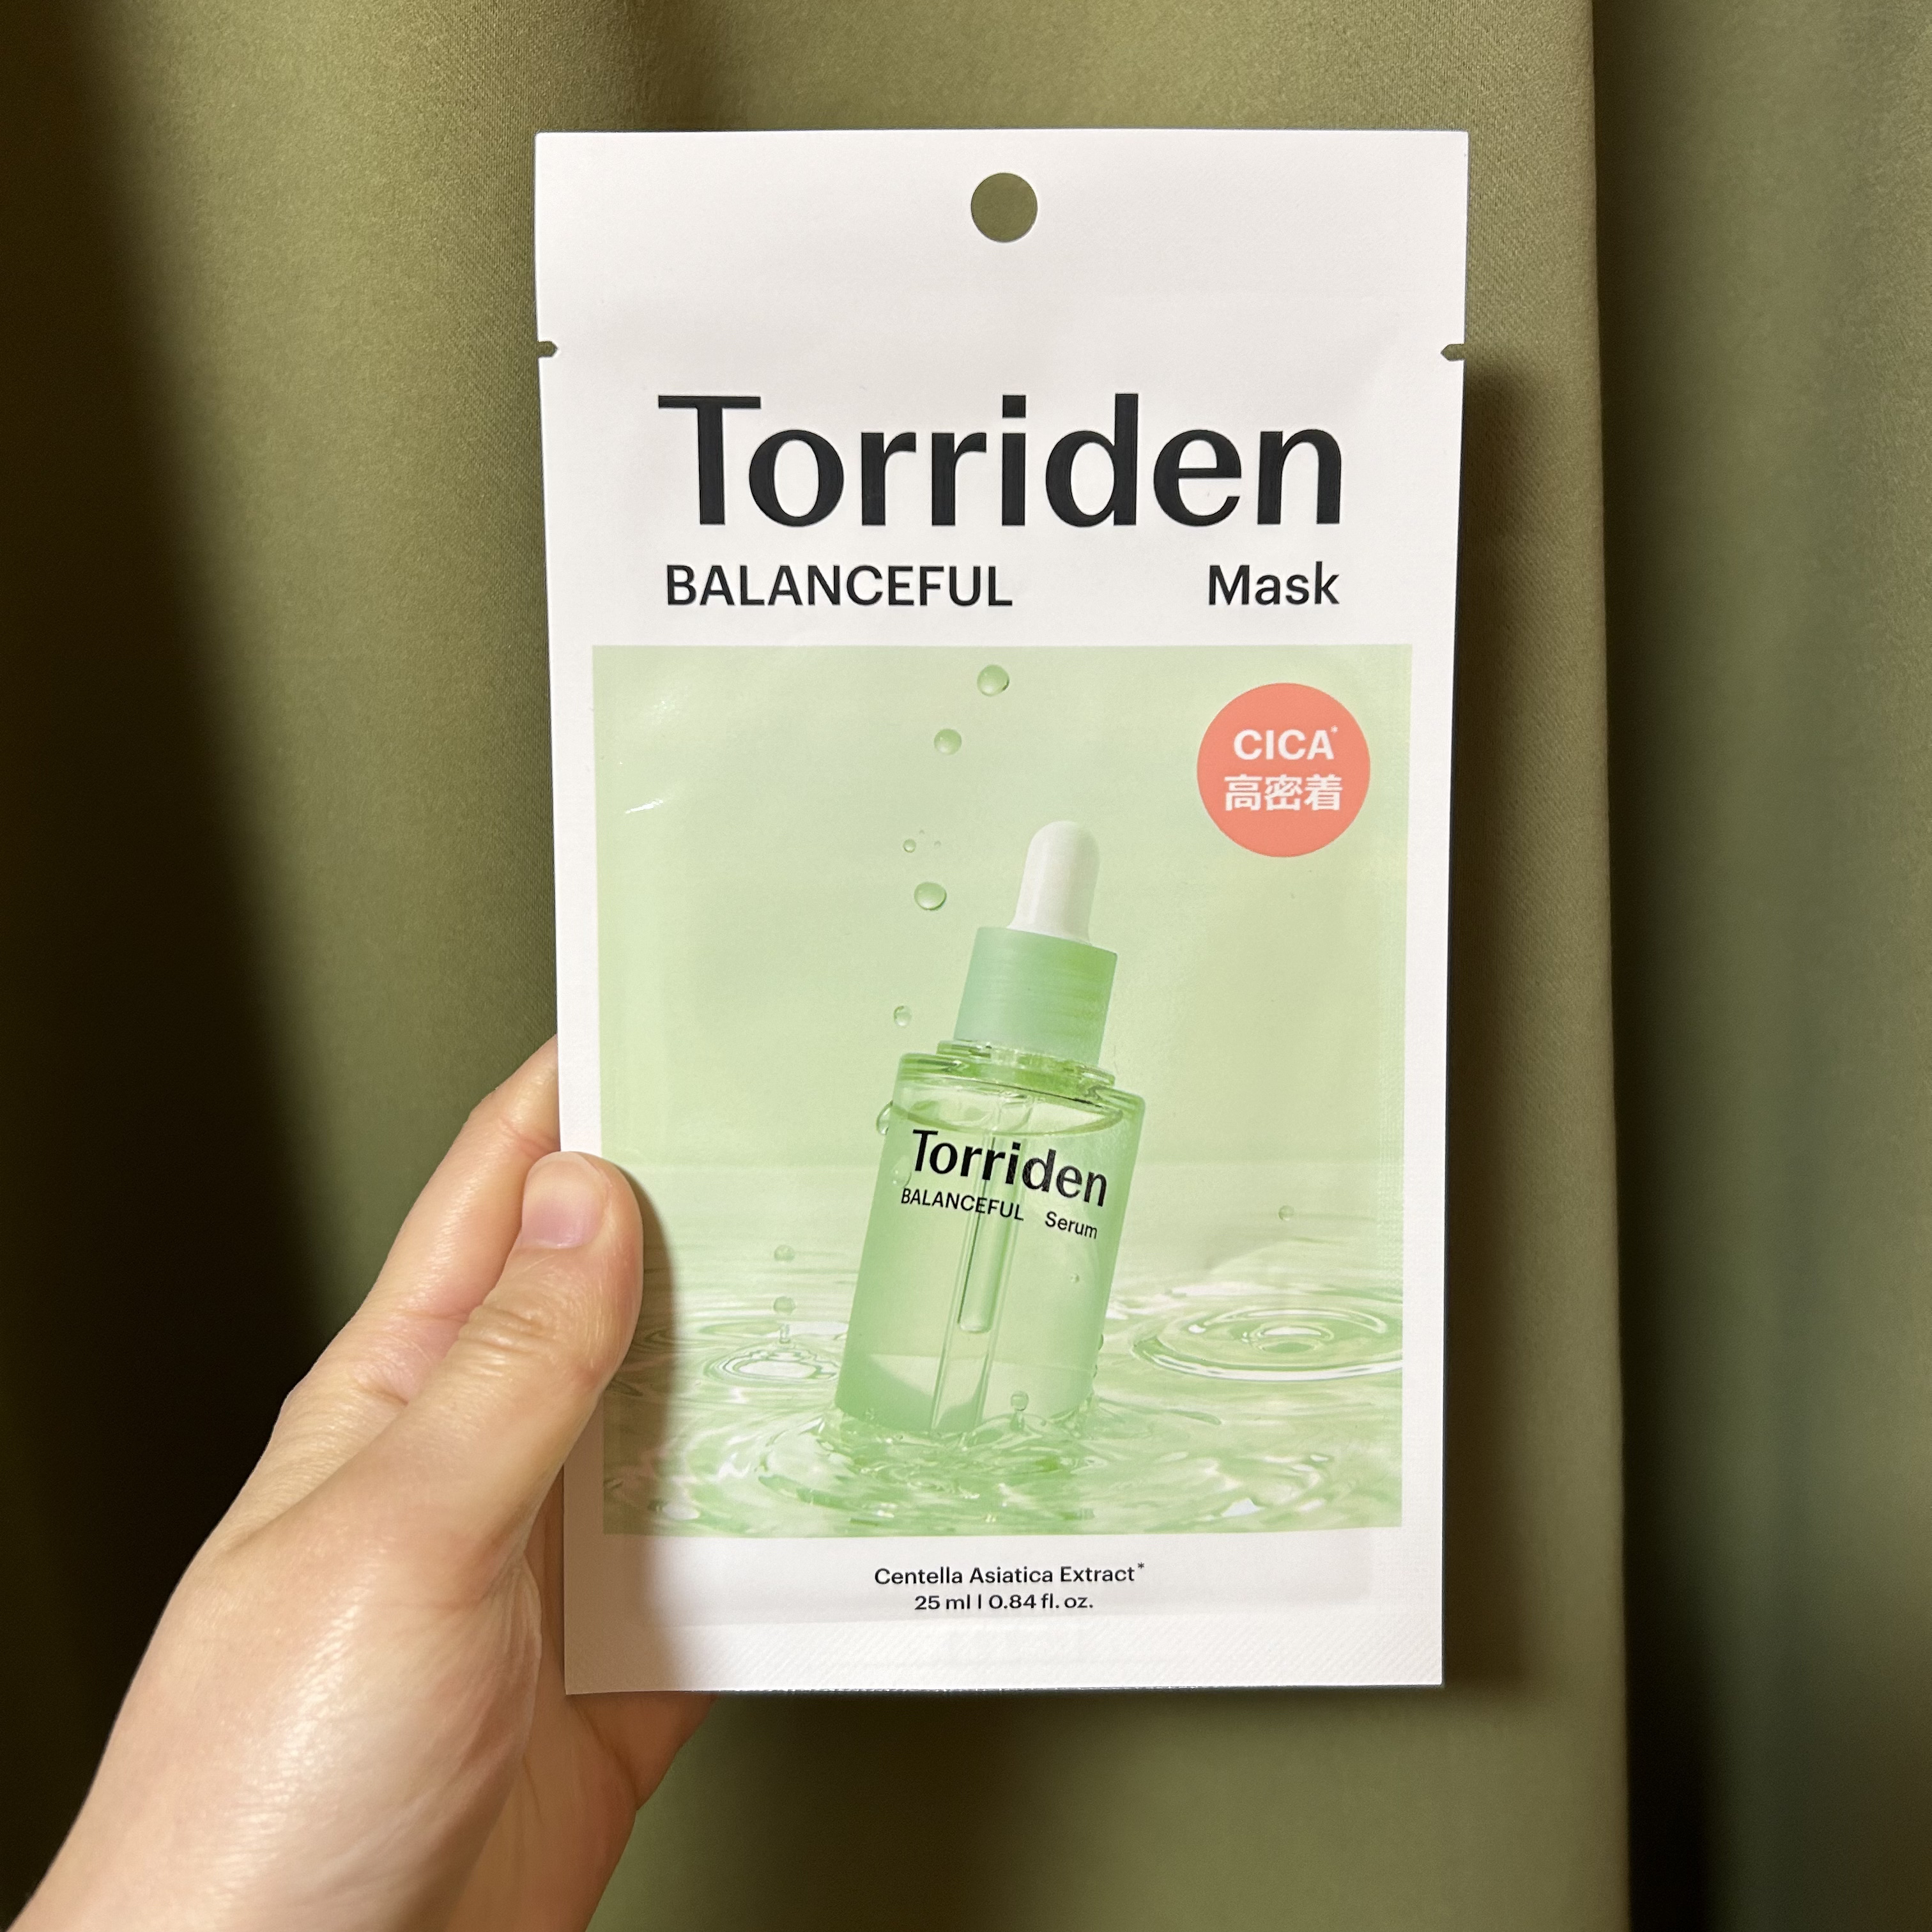 Torriden
BALANCEFUL Mask
CICA*
高密着
Torriden
BALANCEFUL Serum
Centella Asiatica Extract*
25 ml | 0.84 fl. oz.